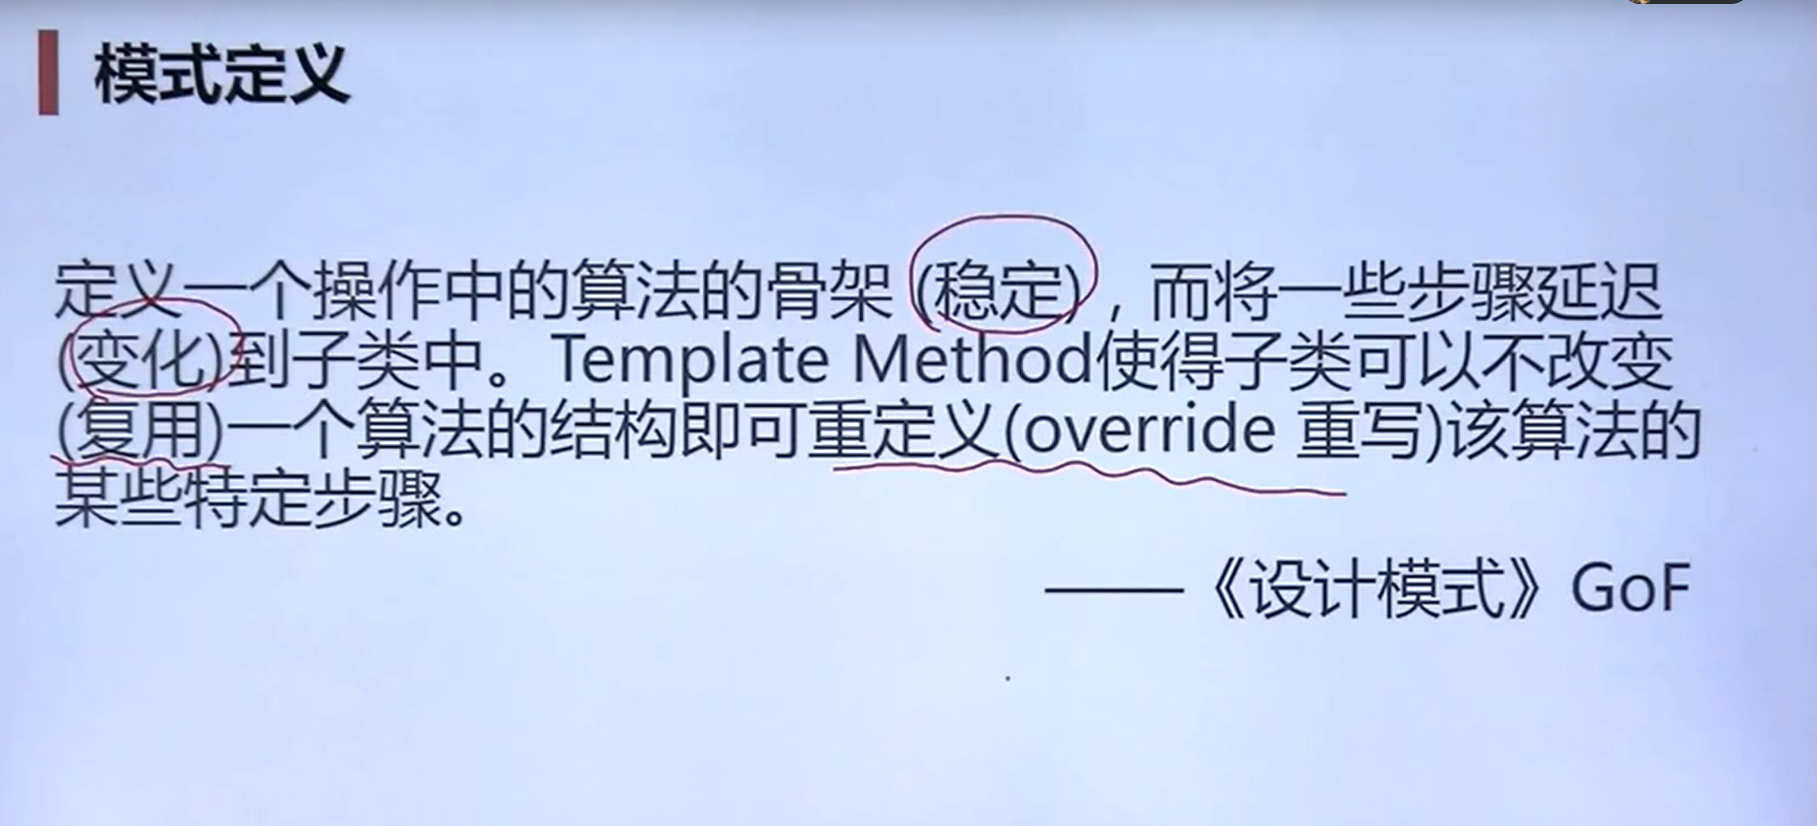 模式定义
定义一个操作中的算法的骨架 (稳定)，而将一些步骤延迟
(变化)到子类中。Template Method使得子类可以不改变
(复用)一个算法的结构即可重定义(override 重写)该算法的
某些特定步骤。
——《设计模式》GoF